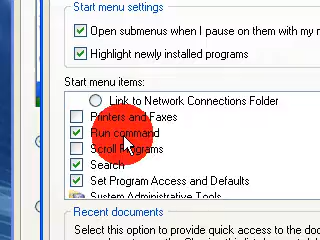 Start menu settings
Open submenus when I pause on them with my m
Highlight newly installed programs
Start menu items:
Link to Network Connections Folder
Printers and Faxes
Run command
Scroll Programs
Search
Set Program Access and Defaults
System Administrative Tools
Recent documents
Select this option to provide quick access to the do